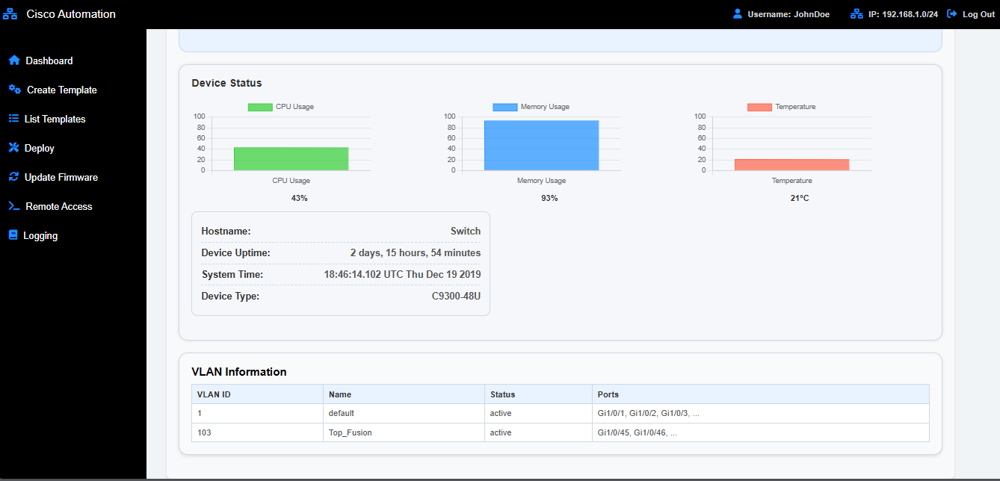 Cisco Automation
Username: JohnDoe
IP: 192.168.1.0/24
Log Out
Dashboard
Create Template
List Templates
Deploy
Update Firmware
Remote Access
Logging
Device Status
CPU Usage
100
80
60
40
20
0
CPU Usage
43%
Memory Usage
100
80
60
40
20
0
Memory Usage
93%
Temperature
100
80
60
40
20
0
Temperature
21°C
Hostname: Switch
Device Uptime: 2 days, 15 hours, 54 minutes
System Time: 18:46:14.102 UTC Thu Dec 19 2019
Device Type: C9300-48U
VLAN Information
VLAN ID Name Status Ports
1 default active Gi1/0/1, Gi1/0/2, Gi1/0/3, ...
103 Top_Fusion active Gi1/0/45, Gi1/0/46, ...